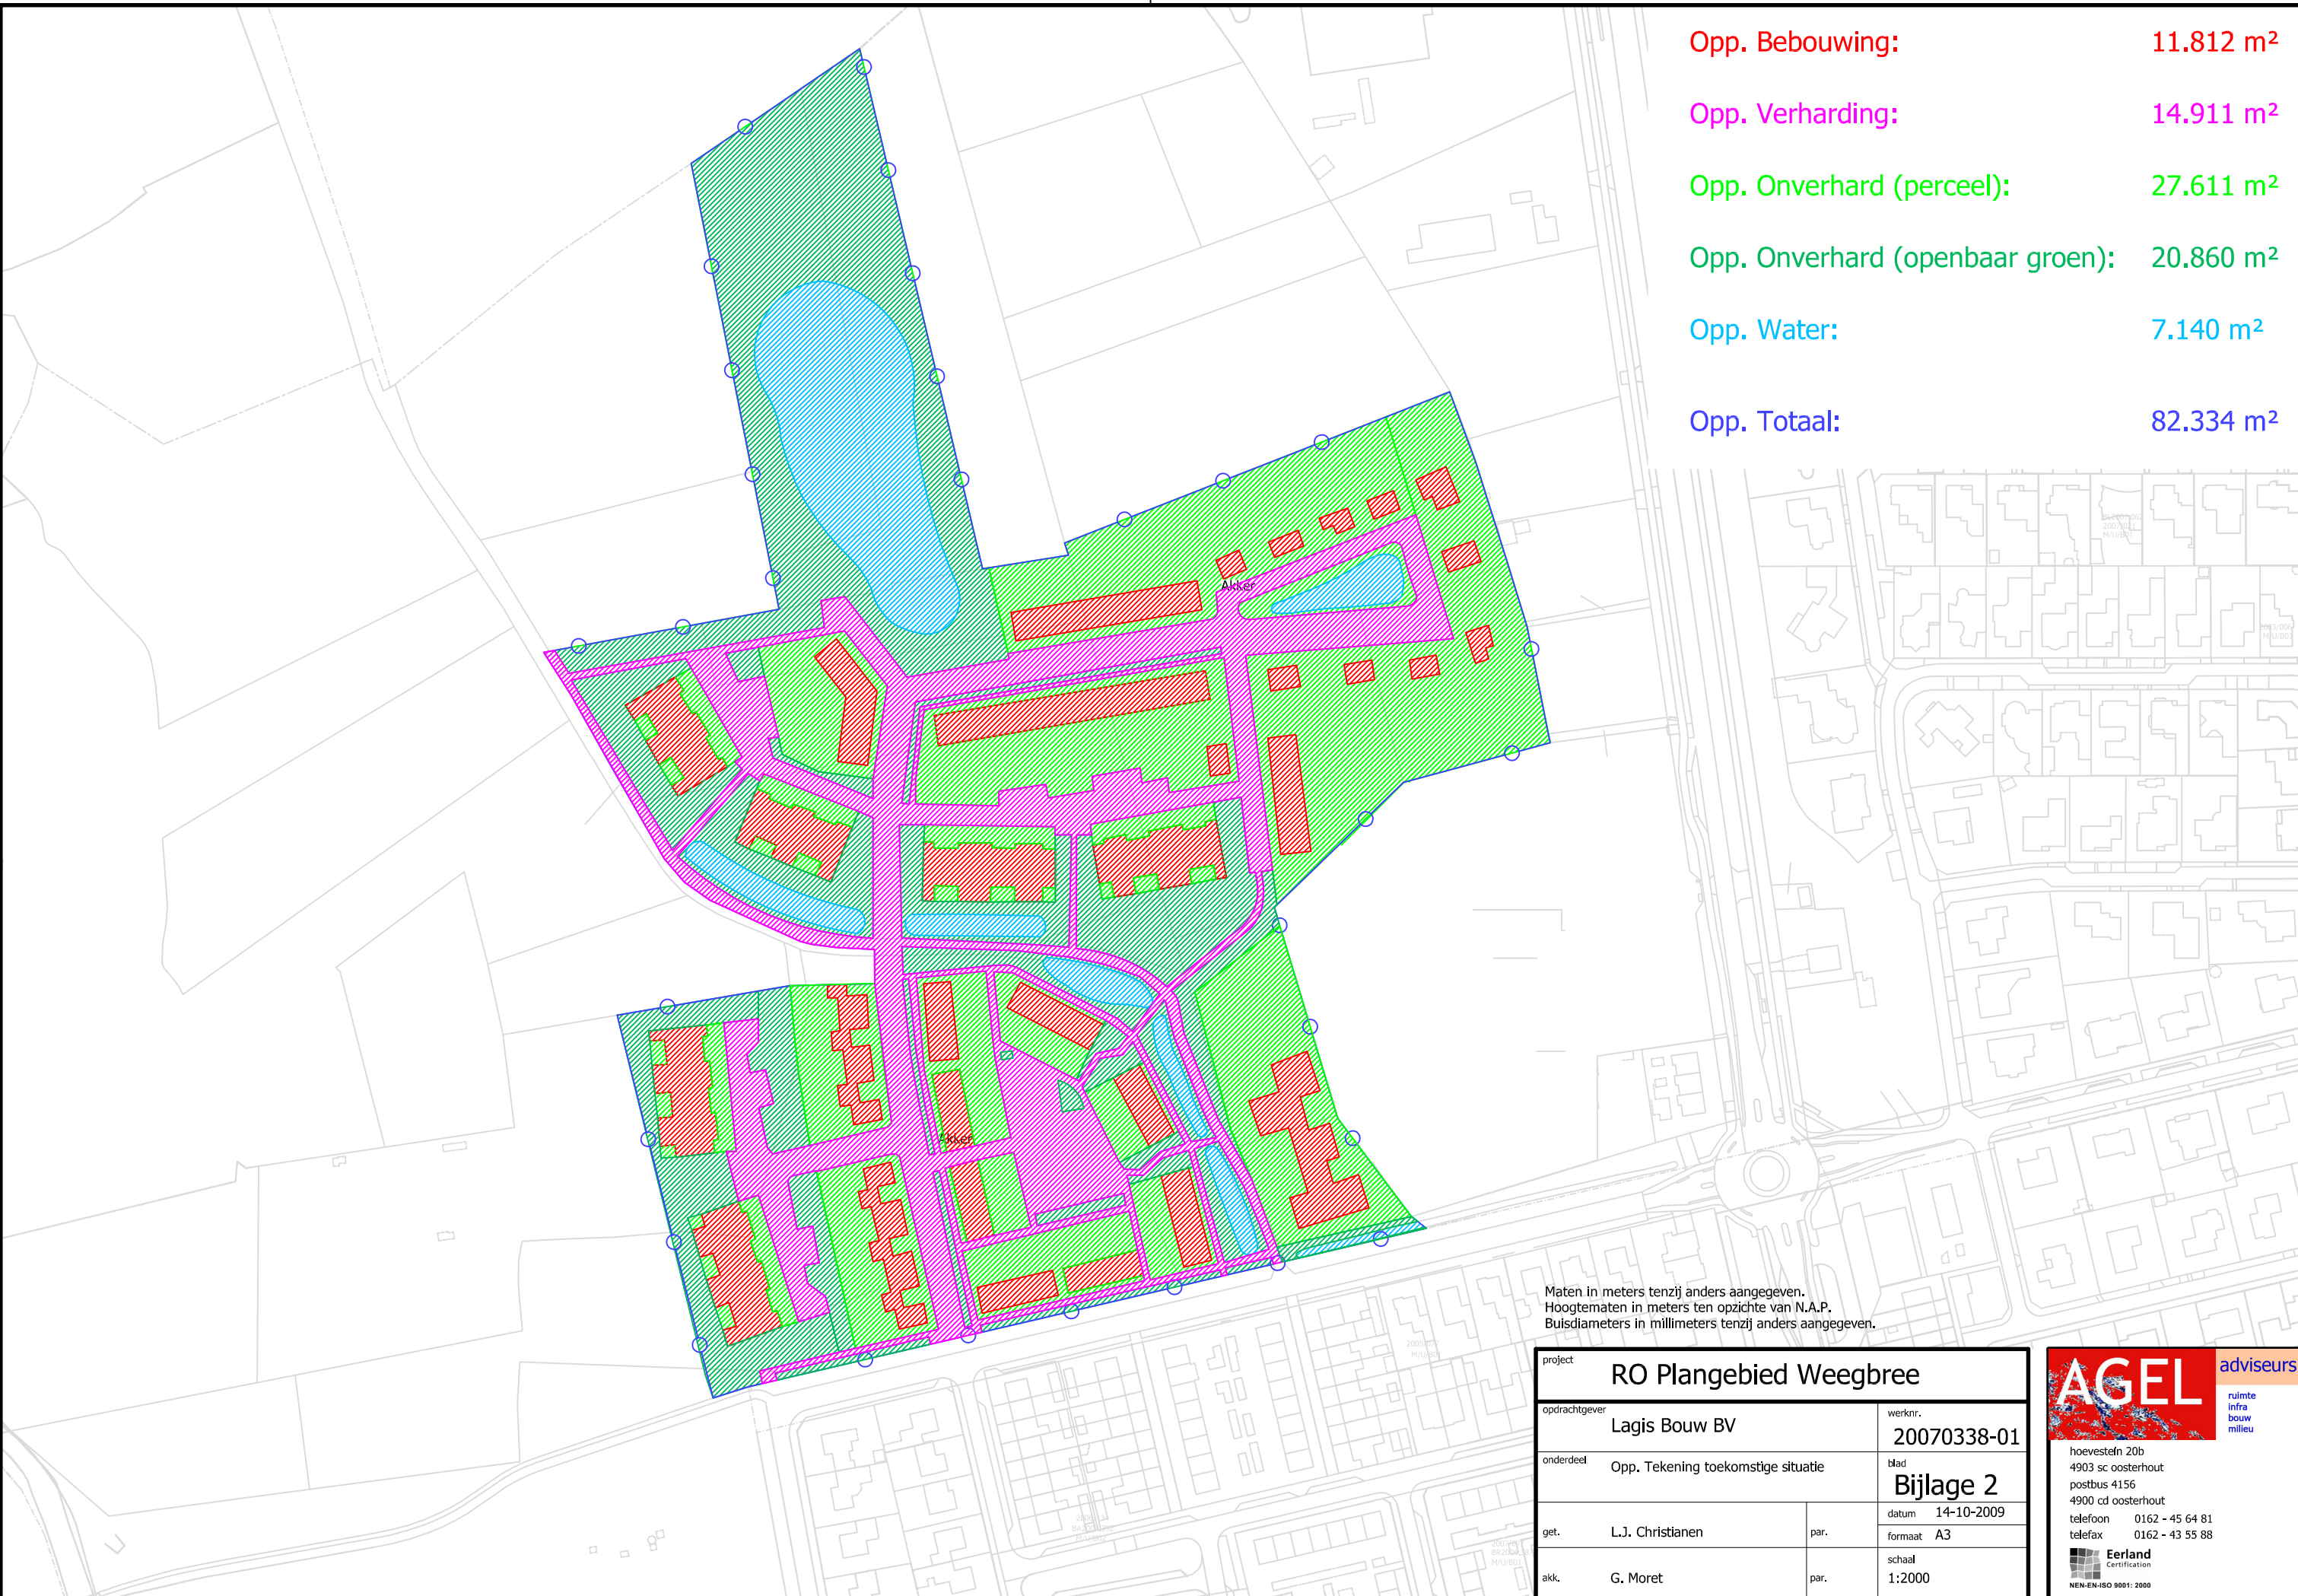 Opp. Bebouwing: 11.812 m²
Opp. Verharding: 14.911 m²
Opp. Onverhard (perceel): 27.611 m²
Opp. Onverhard (openbaar groen): 20.860 m²
Opp. Water: 7.140 m²
Opp. Totaal: 82.334 m²
Akker
Akker
Maten in meters tenzij anders aangegeven.
Hoogtematen in meters ten opzichte van N.A.P.
Buisdiameters in millimeters tenzij anders aangegeven.
project
RO Plangebied Weegbree
opdrachtgever
Lagis Bouw BV
werknr.
20070338-01
onderdeel
Opp. Tekening toekomstige situatie
blad
Bijlage 2
datum 14-10-2009
get. L.J. Christianen par.
formaat A3
schaal
akk. G. Moret par. 1:2000
AGEL
adviseurs
ruimte
infra
bouw
milieu
hoevestein 20b
4903 sc oosterhout
postbus 4156
4900 cd oosterhout
telefoon 0162 - 45 64 81
telefax 0162 - 43 55 88
Eerland
Certification
NEN-EN-ISO 9001: 2000